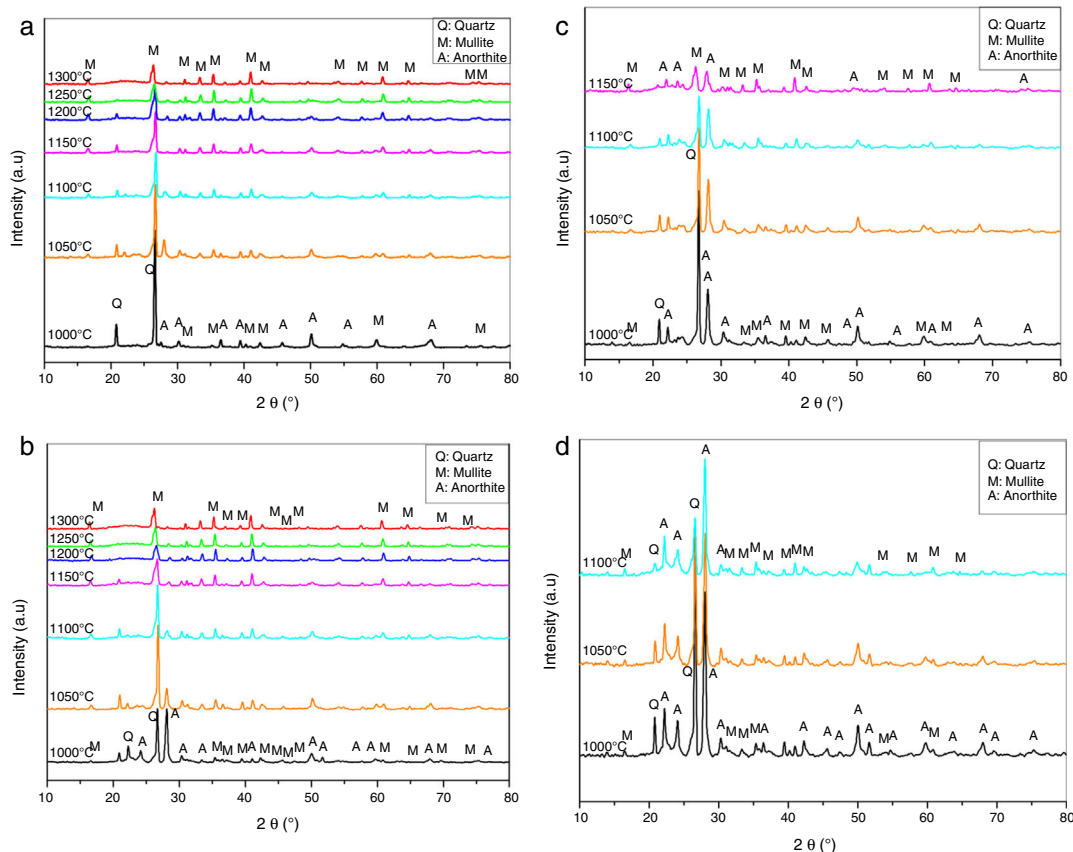 a
Q: Quartz
M: Mullite
A: Anorthite
M M M M M M M M M M M M M
1300°C
1250°C
1200°C
1150°C
1100°C
1050°C
Q
Q
1000°C A A M M A A M M A A A M A M
10 20 30 40 50 60 70 80
2 θ (°)
Intensity (a.u)
c
Q: Quartz
M: Mullite
A: Anorthite
M A A M A M M M M M A M M M M A
1150°C
1100°C
Q
1050°C
A
A
Q
1000°C M A A M M A M M M A A A M A M A A
10 20 30 40 50 60 70 80
2 θ (°)
Intensity (a.u)
b
Q: Quartz
M: Mullite
A: Anorthite
M M M M M M M M M M M M M
1300°C
1250°C
1200°C
1150°C
1100°C
1050°C
Q A
1000°C M Q A A A M M M A M M M M A A A A M M A M M A
10 20 30 40 50 60 70 80
2 θ (°)
Intensity (a.u)
d
Q: Quartz
M: Mullite
A: Anorthite
A
Q
1100°C M Q A A A M M M M M M M M M M M
1050°C
Q A
1000°C M Q A A A M M M A A A A A A M A A M A A A
10 20 30 40 50 60 70 80
2 θ (°)
Intensity (a.u)